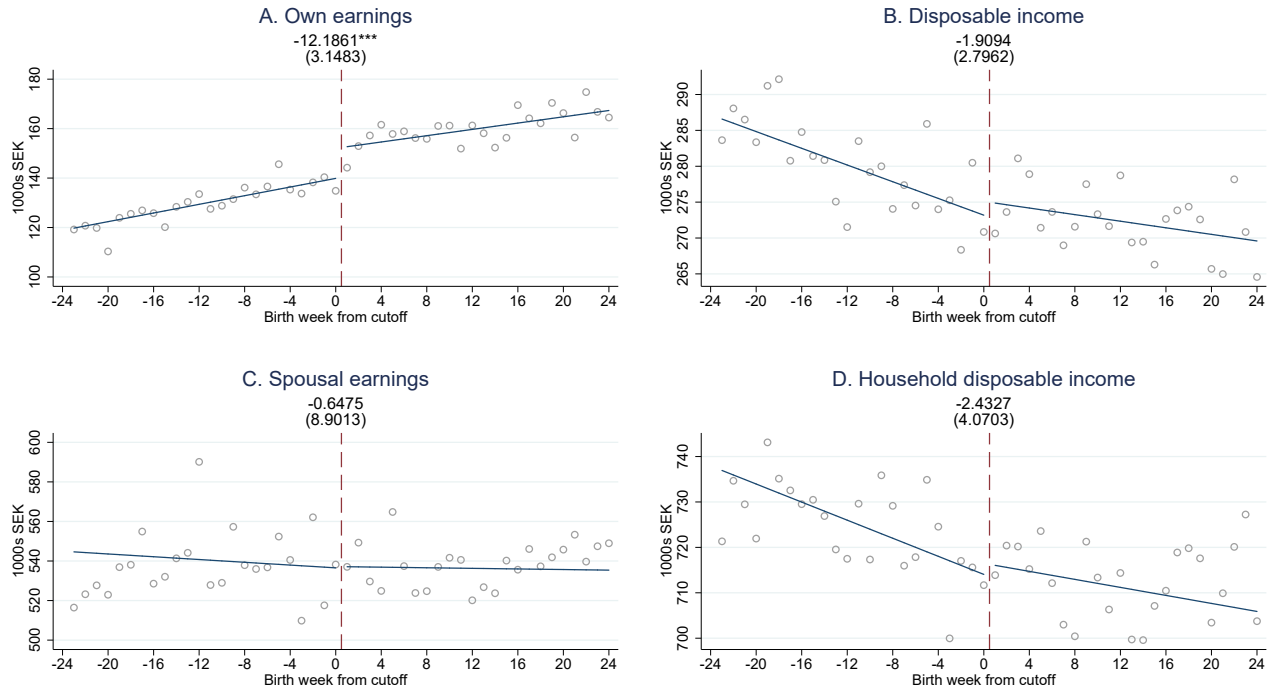 A. Own earnings
-12.1861***
(3.1483)
1000s SEK
180
160
140
120
100
-24 -20 -16 -12 -8 -4 0 4 8 12 16 20 24
Birth week from cutoff
B. Disposable income
-1.9094
(2.7962)
1000s SEK
290
285
280
275
270
265
-24 -20 -16 -12 -8 -4 0 4 8 12 16 20 24
Birth week from cutoff
C. Spousal earnings
-0.6475
(8.9013)
1000s SEK
600
580
560
540
520
500
-24 -20 -16 -12 -8 -4 0 4 8 12 16 20 24
Birth week from cutoff
D. Household disposable income
-2.4327
(4.0703)
1000s SEK
740
730
720
710
700
-24 -20 -16 -12 -8 -4 0 4 8 12 16 20 24
Birth week from cutoff